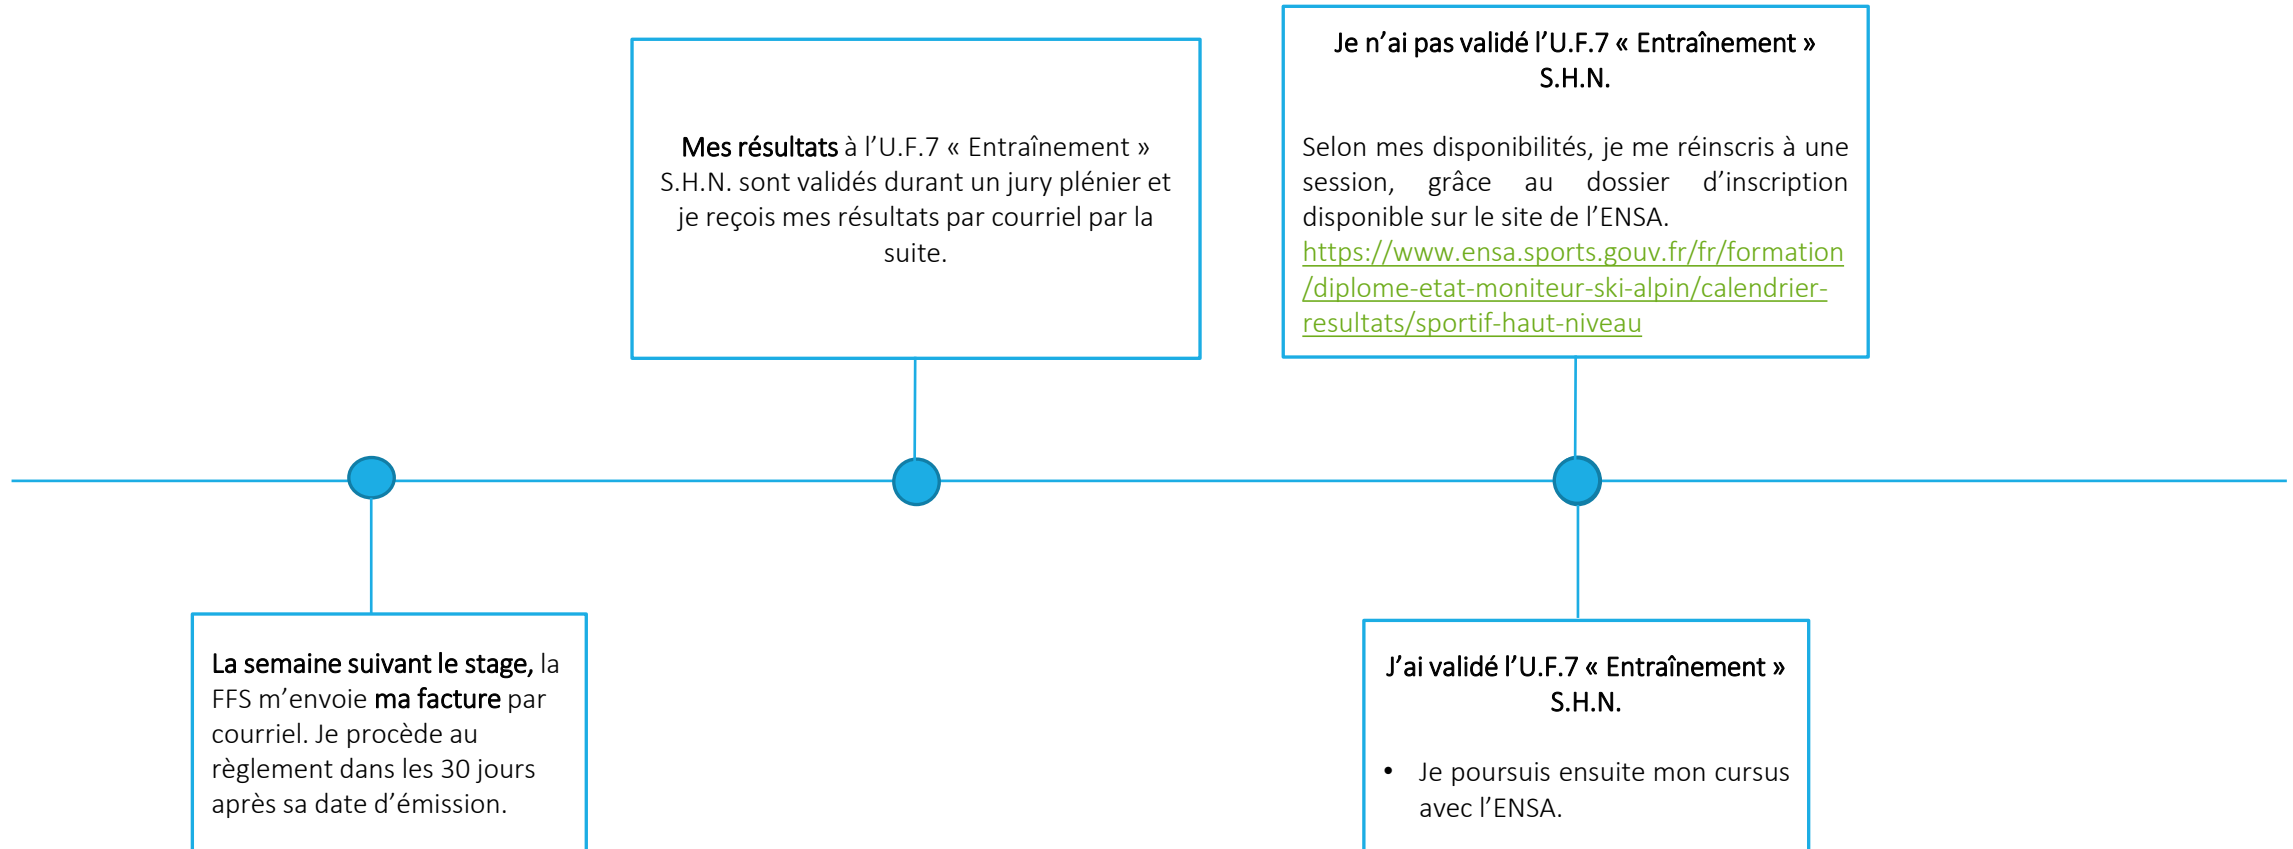 Mes résultats à l’U.F.7 « Entraînement »
S.H.N. sont validés durant un jury plénier et
je reçois mes résultats par courriel par la
suite.
Je n’ai pas validé l’U.F.7 « Entraînement »
S.H.N.
Selon mes disponibilités, je me réinscris à une
session, grâce au dossier d’inscription
disponible sur le site de l’ENSA.
https://www.ensa.sports.gouv.fr/fr/formation
/diplome-etat-moniteur-ski-alpin/calendrier-
resultats/sportif-haut-niveau
La semaine suivant le stage, la
FFS m’envoie ma facture par
courriel. Je procède au
règlement dans les 30 jours
après sa date d’émission.
J’ai validé l’U.F.7 « Entraînement »
S.H.N.
• Je poursuis ensuite mon cursus
avec l’ENSA.